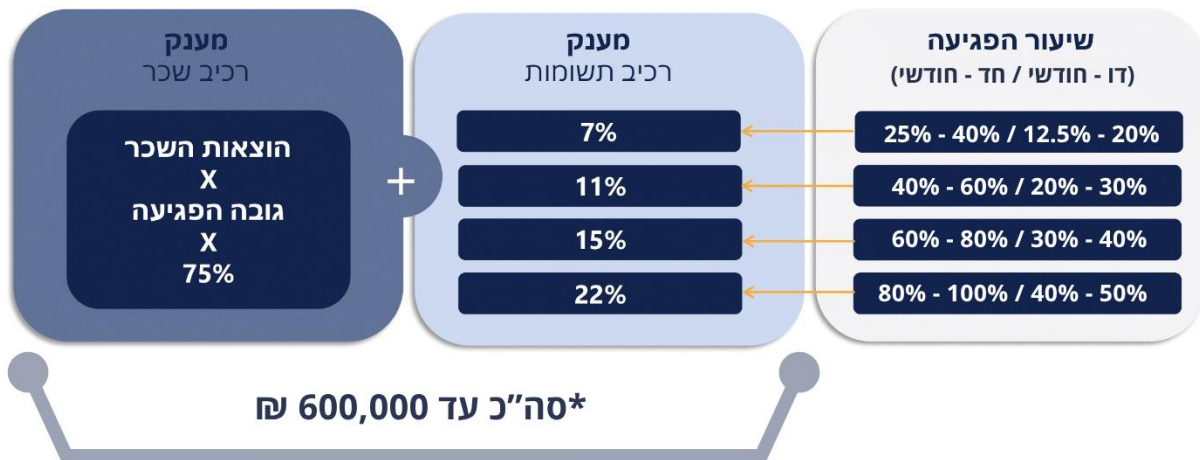 שיעור הפגיעה
(דו - חודשי / חד - חודשי)
25% - 40% / 12.5% - 20%
40% - 60% / 20% - 30%
60% - 80% / 30% - 40%
80% - 100% / 40% - 50%
מענק
רכיב תשומות
7%
11%
15%
22%
+
מענק
רכיב שכר
הוצאות השכר
X
גובה הפגיעה
X
75%
*סה"כ עד 600,000 ₪